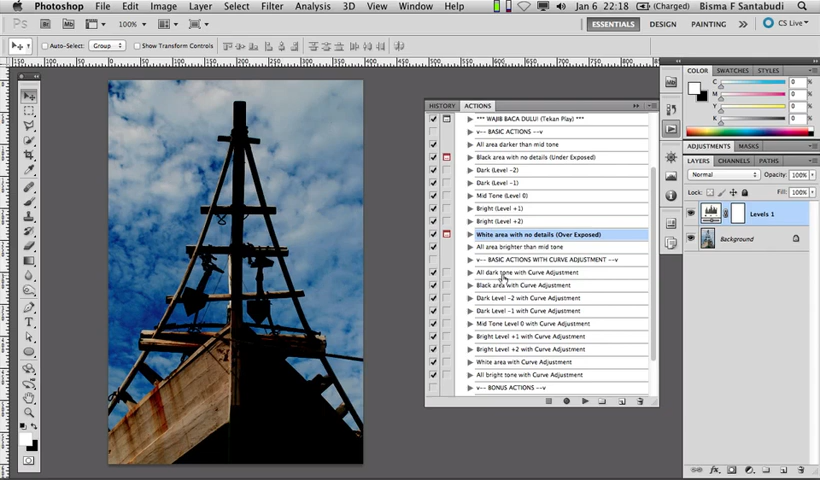 Photoshop File Edit Image Layer Select Filter Analysis 3D View Window Help Jan 6 22:18 (Charged) Bisma F Santabudi
Ps Br Mb 100% ESSENTIALS DESIGN PAINTING CS Live
Auto-Select: Group Show Transform Controls
HISTORY ACTIONS
*** WAJIB BACA DULU! (Tekan Play) ***
v-- BASIC ACTIONS --v
All area darker than mid tone
Black area with no details (Under Exposed)
Dark (Level -2)
Dark (Level -1)
Mid Tone (Level 0)
Bright (Level +1)
Bright (Level +2)
White area with no details (Over Exposed)
All area brighter than mid tone
v-- BASIC ACTIONS WITH CURVE ADJUSTMENT --v
All dark tone with Curve Adjustment
Black area with Curve Adjustment
Dark Level -2 with Curve Adjustment
Dark Level -1 with Curve Adjustment
Mid Tone Level 0 with Curve Adjustment
Bright Level +1 with Curve Adjustment
Bright Level +2 with Curve Adjustment
White area with Curve Adjustment
All bright tone with Curve Adjustment
v-- BONUS ACTIONS --v
COLOR SWATCHES STYLES
C 0 %
M 0 %
Y 0 %
K 0 %
ADJUSTMENTS MASKS
LAYERS CHANNELS PATHS
Normal Opacity: 100%
Lock: Fill: 100%
Levels 1
Background